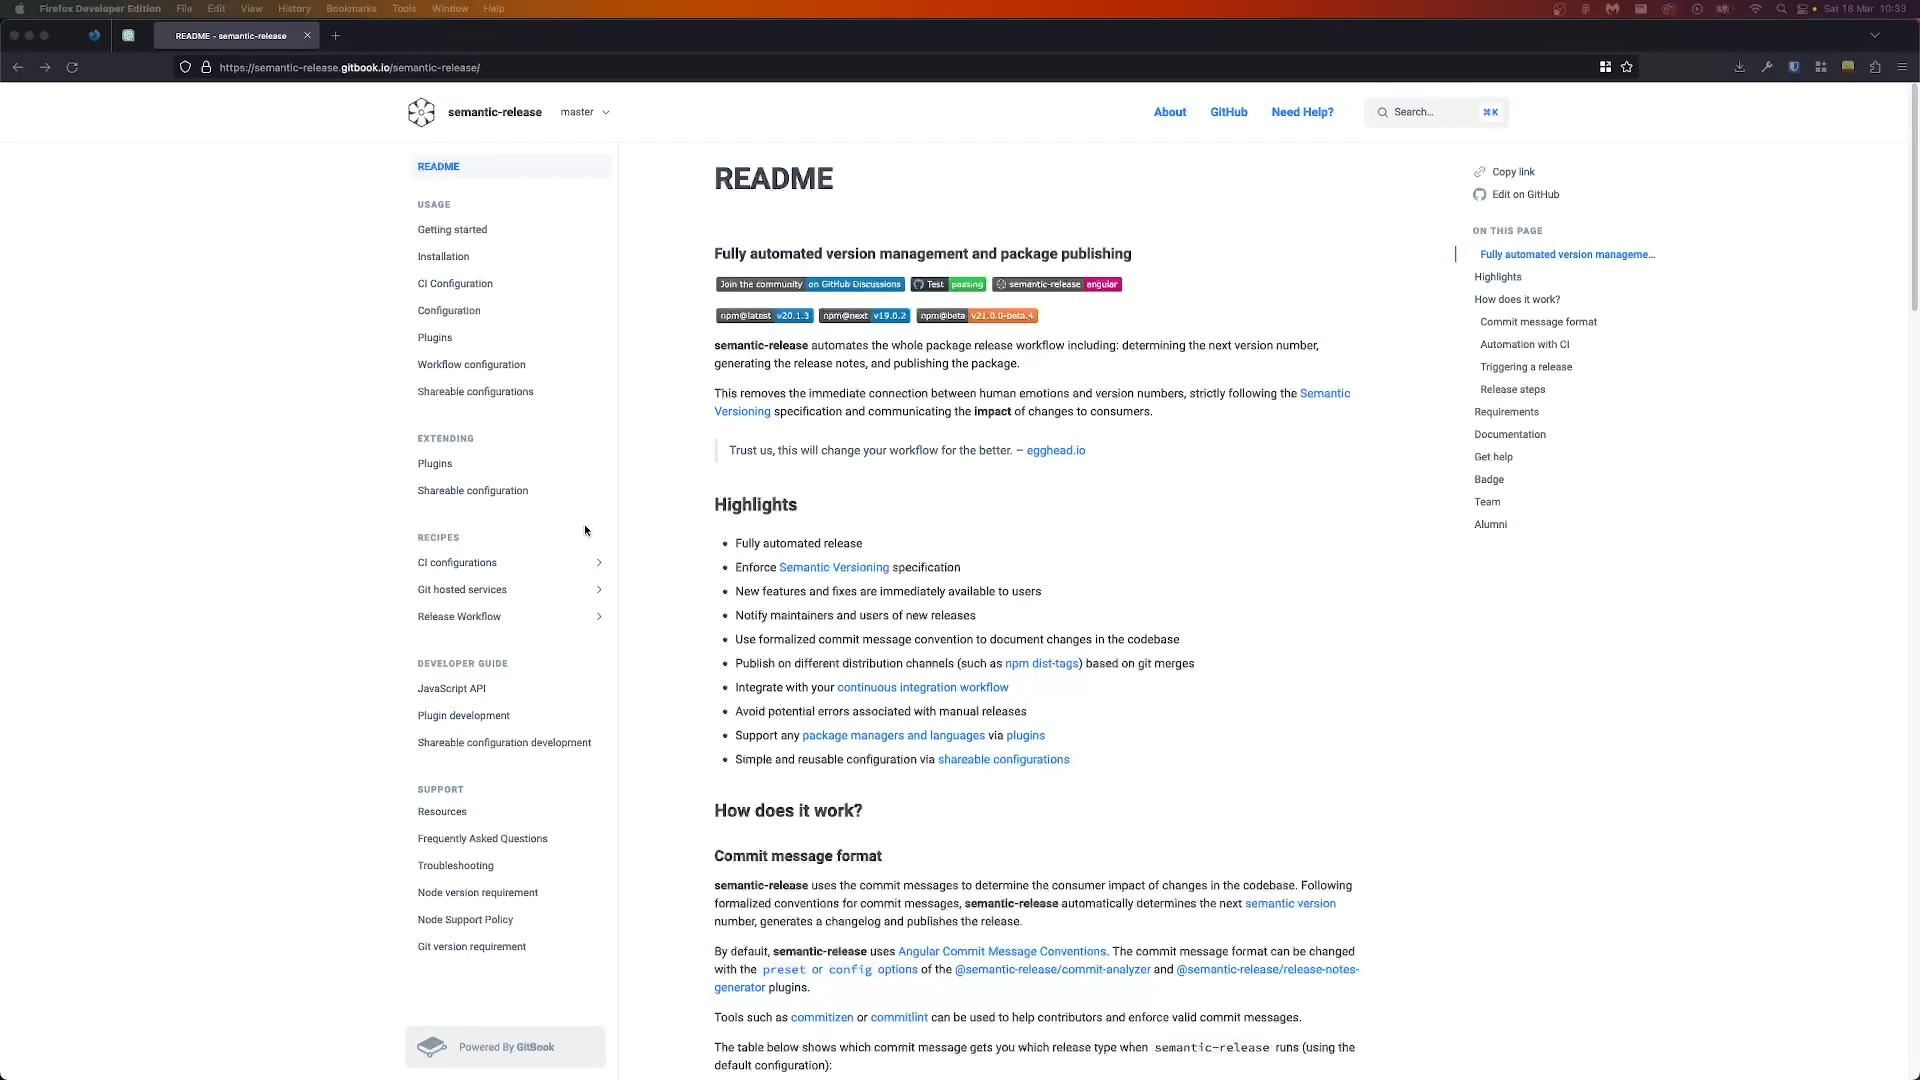 Firefox Developer Edition File Edit View History Bookmarks Tools Window Help
Sat 18 Mar 10:33
README - semantic-release
https://semantic-release.gitbook.io/semantic-release/
semantic-release master
About GitHub Need Help? Search... ⌘K
README
USAGE
Getting started
Installation
CI Configuration
Configuration
Plugins
Workflow configuration
Shareable configurations
EXTENDING
Plugins
Shareable configuration
RECIPES
CI configurations
Git hosted services
Release Workflow
DEVELOPER GUIDE
JavaScript API
Plugin development
Shareable configuration development
SUPPORT
Resources
Frequently Asked Questions
Troubleshooting
Node version requirement
Node Support Policy
Git version requirement
Powered By GitBook
README
Fully automated version management and package publishing
Join the community on GitHub Discussions Test passing semantic-release angular
npm@latest v20.1.3 npm@next v19.0.2 npm@beta v21.0.0-beta.4
semantic-release automates the whole package release workflow including: determining the next version number,
generating the release notes, and publishing the package.
This removes the immediate connection between human emotions and version numbers, strictly following the Semantic
Versioning specification and communicating the impact of changes to consumers.
Trust us, this will change your workflow for the better. – egghead.io
Highlights
• Fully automated release
• Enforce Semantic Versioning specification
• New features and fixes are immediately available to users
• Notify maintainers and users of new releases
• Use formalized commit message convention to document changes in the codebase
• Publish on different distribution channels (such as npm dist-tags) based on git merges
• Integrate with your continuous integration workflow
• Avoid potential errors associated with manual releases
• Support any package managers and languages via plugins
• Simple and reusable configuration via shareable configurations
How does it work?
Commit message format
semantic-release uses the commit messages to determine the consumer impact of changes in the codebase. Following
formalized conventions for commit messages, semantic-release automatically determines the next semantic version
number, generates a changelog and publishes the release.
By default, semantic-release uses Angular Commit Message Conventions. The commit message format can be changed
with the preset or config options of the @semantic-release/commit-analyzer and @semantic-release/release-notes-
generator plugins.
Tools such as commitizen or commitlint can be used to help contributors and enforce valid commit messages.
The table below shows which commit message gets you which release type when semantic-release runs (using the
default configuration):
Copy link
Edit on GitHub
ON THIS PAGE
Fully automated version manageme...
Highlights
How does it work?
Commit message format
Automation with CI
Triggering a release
Release steps
Requirements
Documentation
Get help
Badge
Team
Alumni